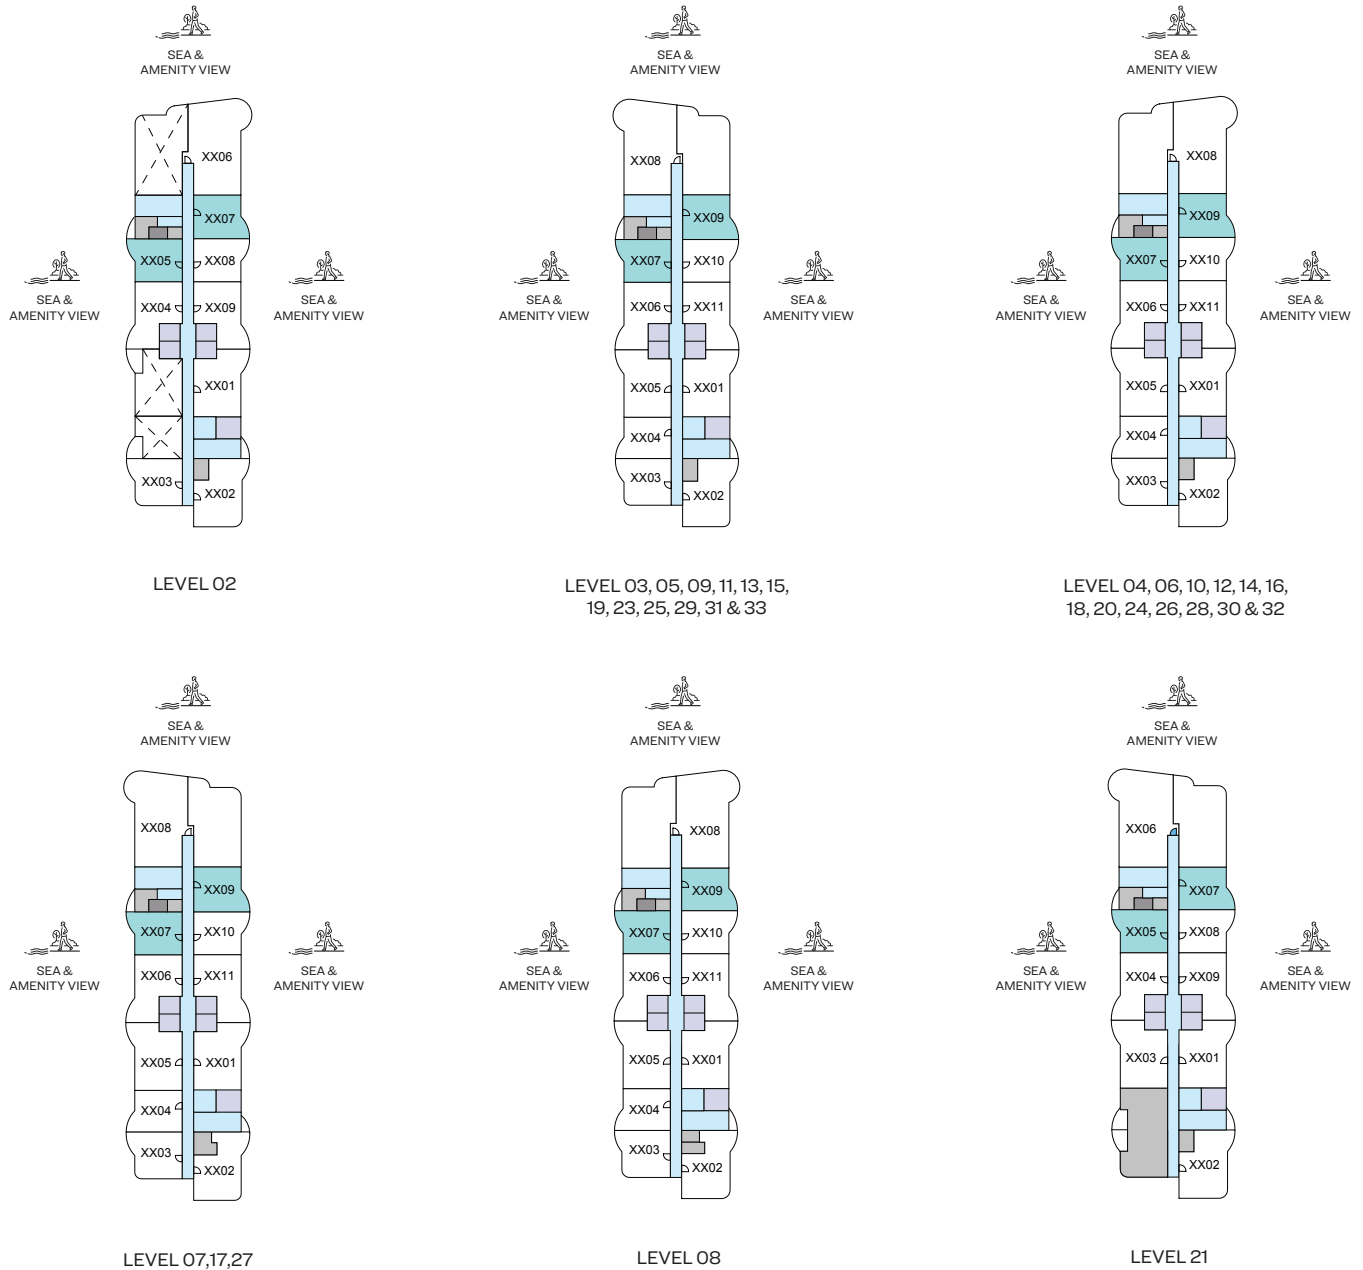 SEA &
AMENITY VIEW
XX06
XX07
XX05
XX08
XX04
XX09
XX01
XX03
XX02
SEA &
AMENITY VIEW
SEA &
AMENITY VIEW
LEVEL 02
SEA &
AMENITY VIEW
XX08
XX09
XX07
XX10
XX06
XX11
XX05
XX01
XX04
XX03
XX02
SEA &
AMENITY VIEW
SEA &
AMENITY VIEW
LEVEL 03, 05, 09, 11, 13, 15,
19, 23, 25, 29, 31 & 33
SEA &
AMENITY VIEW
XX08
XX09
XX07
XX10
XX06
XX11
XX05
XX01
XX04
XX03
XX02
SEA &
AMENITY VIEW
SEA &
AMENITY VIEW
LEVEL 04, 06, 10, 12, 14, 16,
18, 20, 24, 26, 28, 30 & 32
SEA &
AMENITY VIEW
XX08
XX09
XX07
XX10
XX06
XX11
XX05
XX01
XX04
XX03
XX02
SEA &
AMENITY VIEW
SEA &
AMENITY VIEW
LEVEL 07,17,27
SEA &
AMENITY VIEW
XX08
XX09
XX07
XX10
XX06
XX11
XX05
XX01
XX04
XX03
XX02
SEA &
AMENITY VIEW
SEA &
AMENITY VIEW
LEVEL 08
SEA &
AMENITY VIEW
XX06
XX07
XX05
XX08
XX04
XX09
XX03
XX01
XX02
SEA &
AMENITY VIEW
SEA &
AMENITY VIEW
LEVEL 21